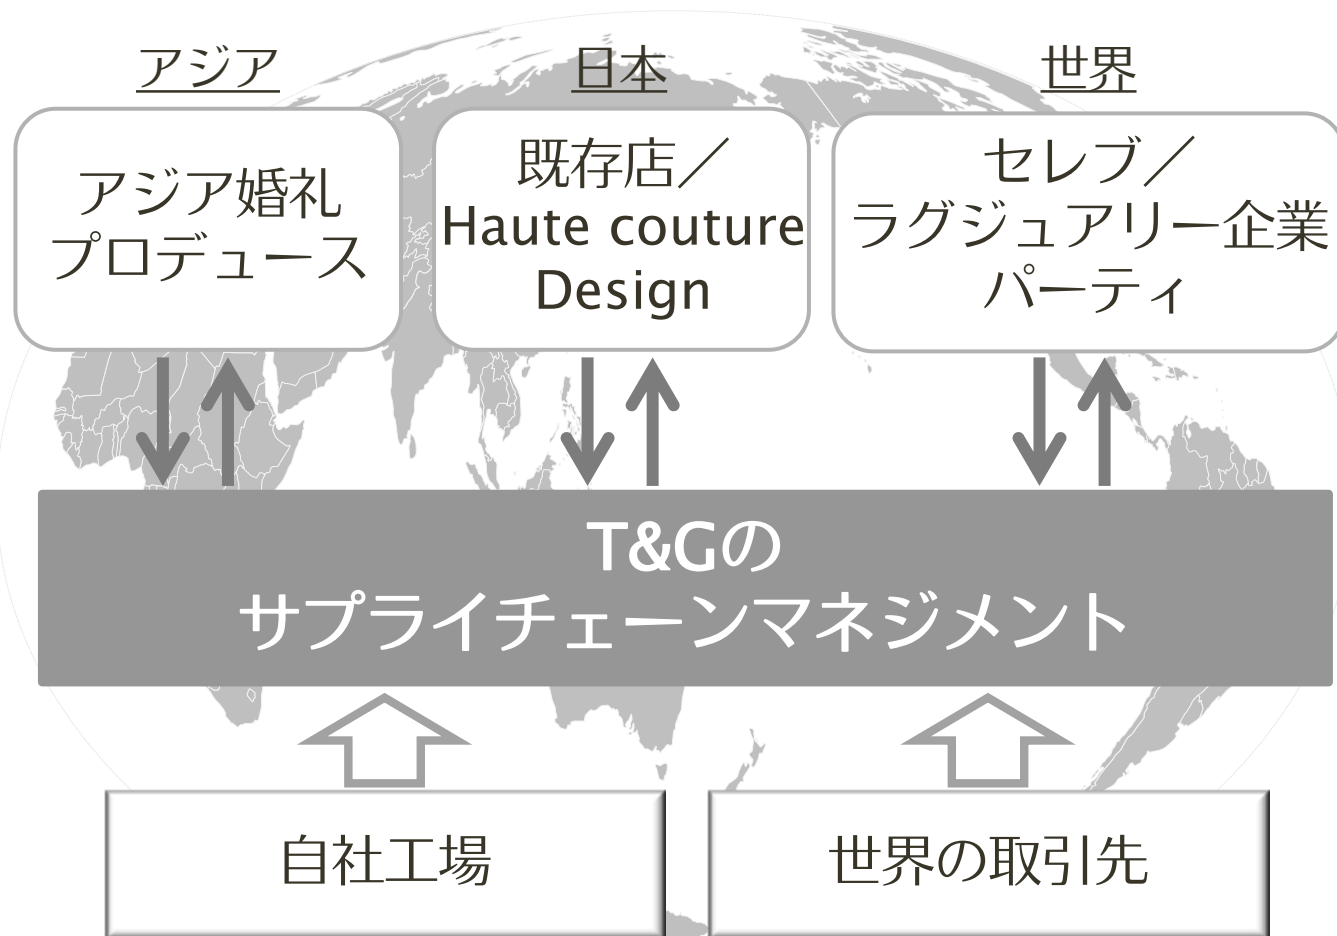 アジア
日本
世界
アジア婚礼
プロデュース
既存店／
Haute couture
Design
セレブ／
ラグジュアリー企業
パーティ
T&Gの
サプライチェーンマネジメント
自社工場
世界の取引先